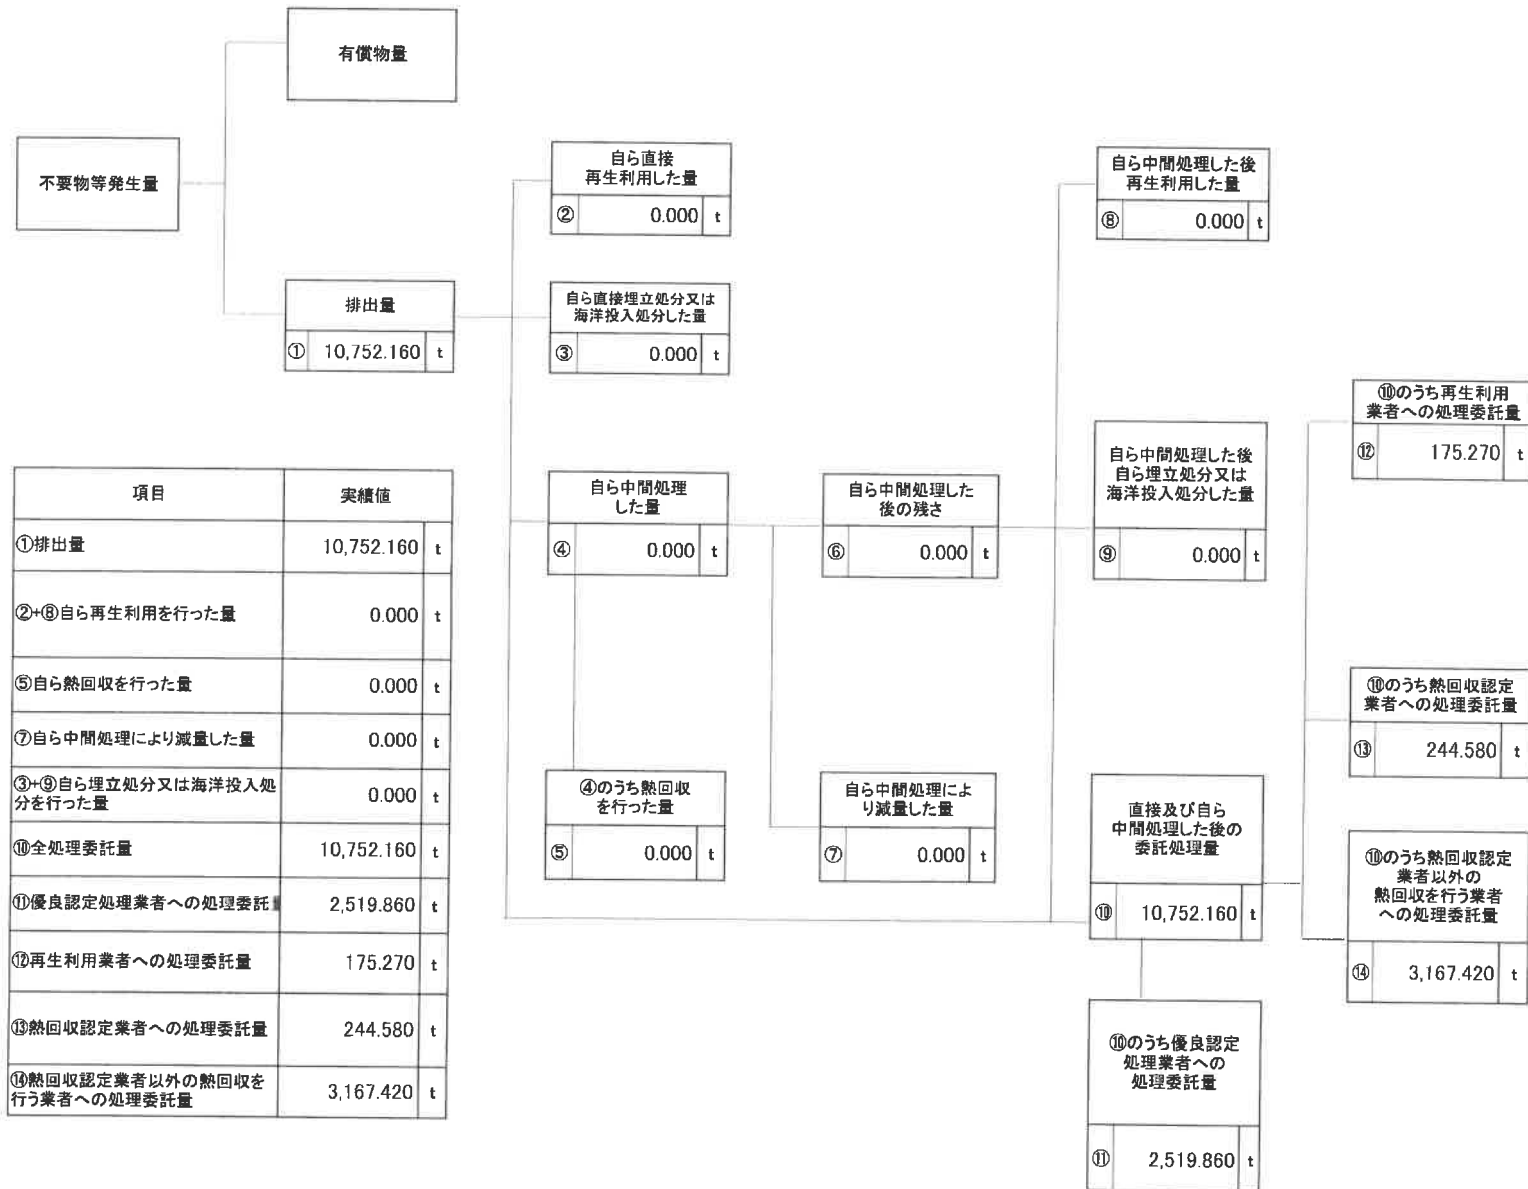 有償物量
不要物等発生量
排出量
① 10,752.160 t
自ら直接
再生利用した量
② 0.000 t
自ら直接埋立処分又は
海洋投入処分した量
③ 0.000 t
自ら中間処理
した量
④ 0.000 t
④のうち熱回収
を行った量
⑤ 0.000 t
自ら中間処理した
後の残さ
⑥ 0.000 t
自ら中間処理によ
り減量した量
⑦ 0.000 t
自ら中間処理した後
再生利用した量
⑧ 0.000 t
自ら中間処理した後
自ら埋立処分又は
海洋投入処分した量
⑨ 0.000 t
直接及び自ら
中間処理した後の
委託処理量
⑩ 10,752.160 t
⑩のうち優良認定
処理業者への
処理委託量
⑪ 2,519.860 t
⑩のうち再生利用
業者への処理委託量
⑫ 175.270 t
⑩のうち熱回収認定
業者への処理委託量
⑬ 244.580 t
⑩のうち熱回収認定
業者以外の
熱回収を行う業者
への処理委託量
⑭ 3,167.420 t
項目 実績値
①排出量 10,752.160 t
②+⑧自ら再生利用を行った量 0.000 t
⑤自ら熱回収を行った量 0.000 t
⑦自ら中間処理により減量した量 0.000 t
③+⑨自ら埋立処分又は海洋投入処
分を行った量 0.000 t
⑩全処理委託量 10,752.160 t
⑪優良認定処理業者への処理委託 2,519.860 t
⑫再生利用業者への処理委託量 175.270 t
⑬熱回収認定業者への処理委託量 244.580 t
⑭熱回収認定業者以外の熱回収を
行う業者への処理委託量 3,167.420 t